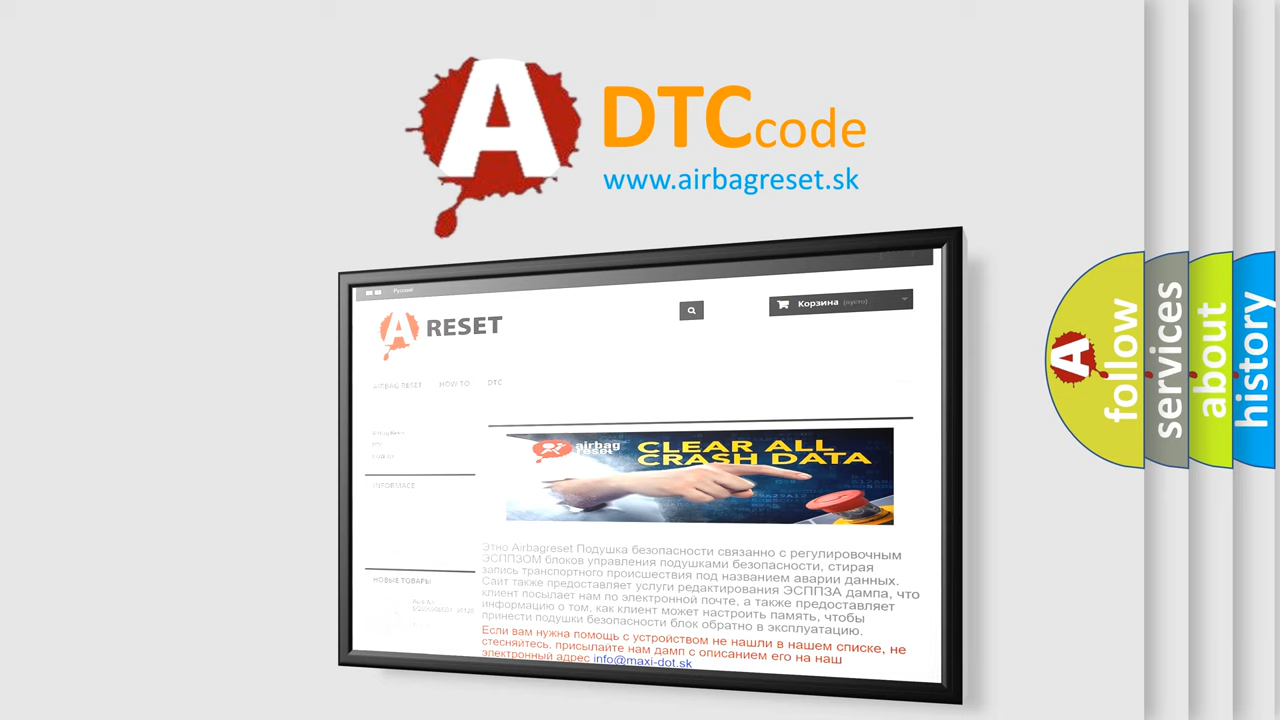 A
DTCcode
www.airbagreset.sk
Русский
A RESET
Корзина (пусто)
AIRBAG RESET HOW TO DTC
INFORMACE
airbag reset
CLEAR ALL
CRASH DATA
Этно Airbagreset Подушка безопасности связанно с регулировочным
ЭСППЗОМ блоков управления подушками безопасности, стирая
запись транспортного происшествия под названием аварии данных.
Сайт также предоставляет услуги редактирования ЭСППЗА дампа, что
клиент посылает нам по электронной почте, а также предоставляет
информацию о том, как клиент может настроить память, чтобы
принести подушки безопасности блок обратно в эксплуатацию.
Если вам нужна помощь с устройством не нашли в нашем списке, не
стесняйтесь, присылайте нам дамп с описанием его на наш
электронный адрес info@maxi-dot.sk
НОВЫЕ ТОВАРЫ
A
follow
services
about
history